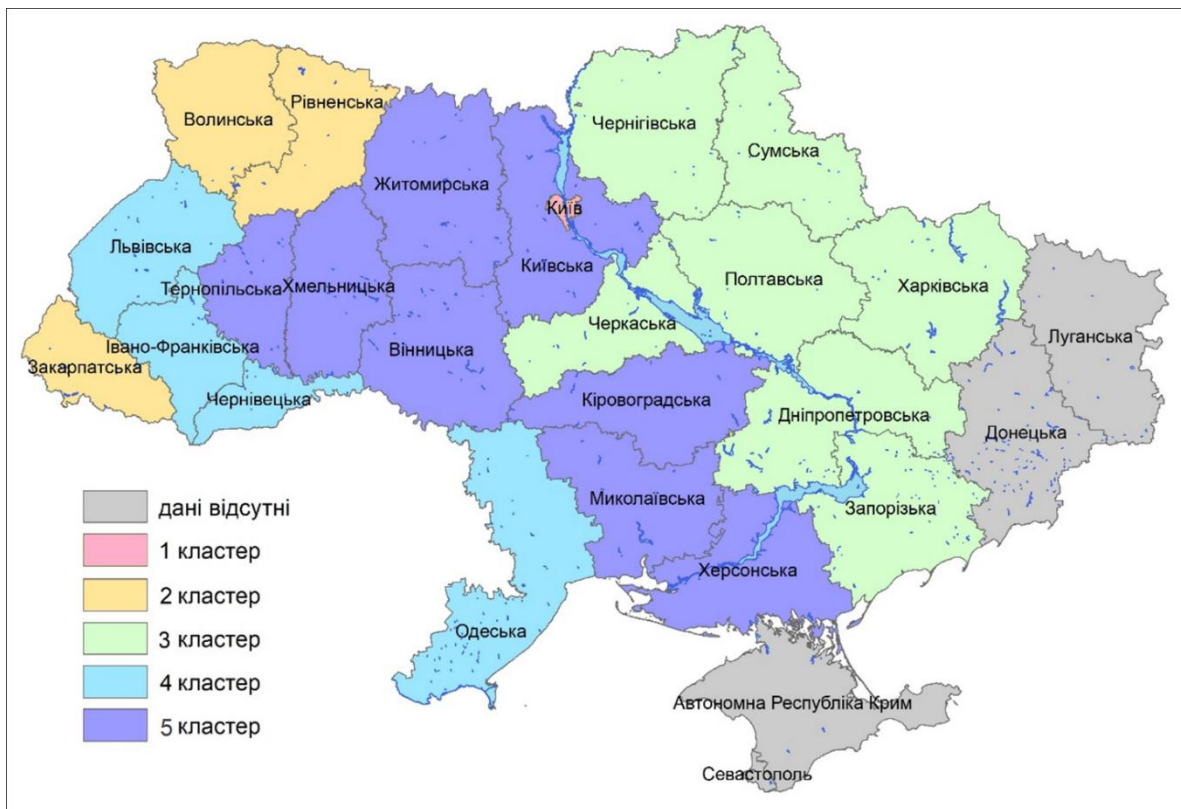 Волинська
Рівненська
Чернігівська
Сумська
Житомирська
Київ
Львівська
Тернопільська
Хмельницька
Київська
Полтавська
Харківська
Черкаська
Луганська
Івано-Франківська
Закарпатська
Вінницька
Чернівецька
Кіровоградська
Дніпропетровська
Донецька
Миколаївська
Запорізька
Херсонська
Одеська
Автономна Республіка Крим
Севастополь
дані відсутні
1 кластер
2 кластер
3 кластер
4 кластер
5 кластер